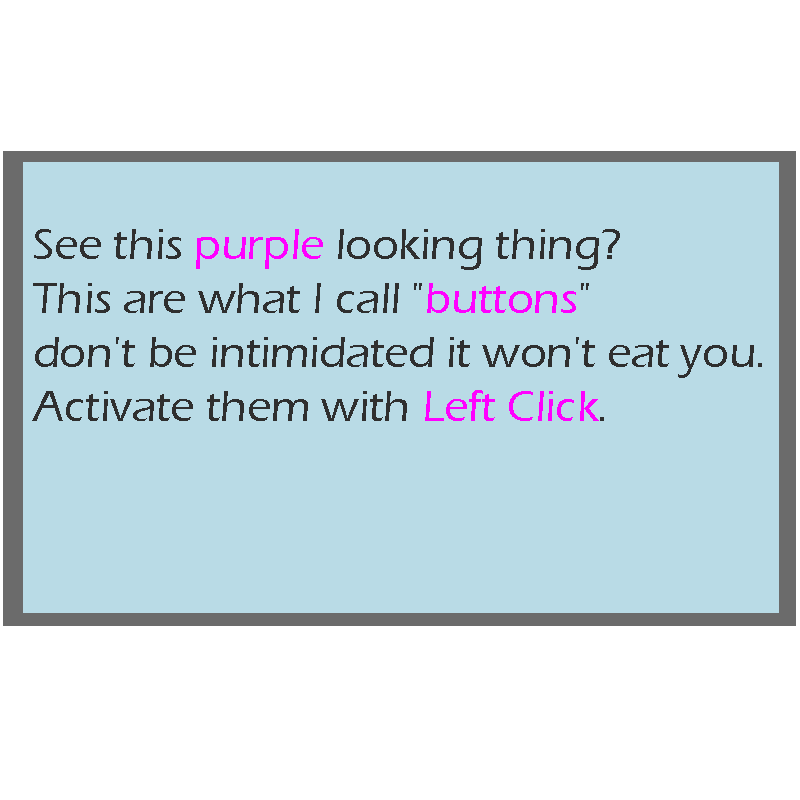 See this purple looking thing?
This are what I call "buttons"
don't be intimidated it won't eat you.
Activate them with Left Click.